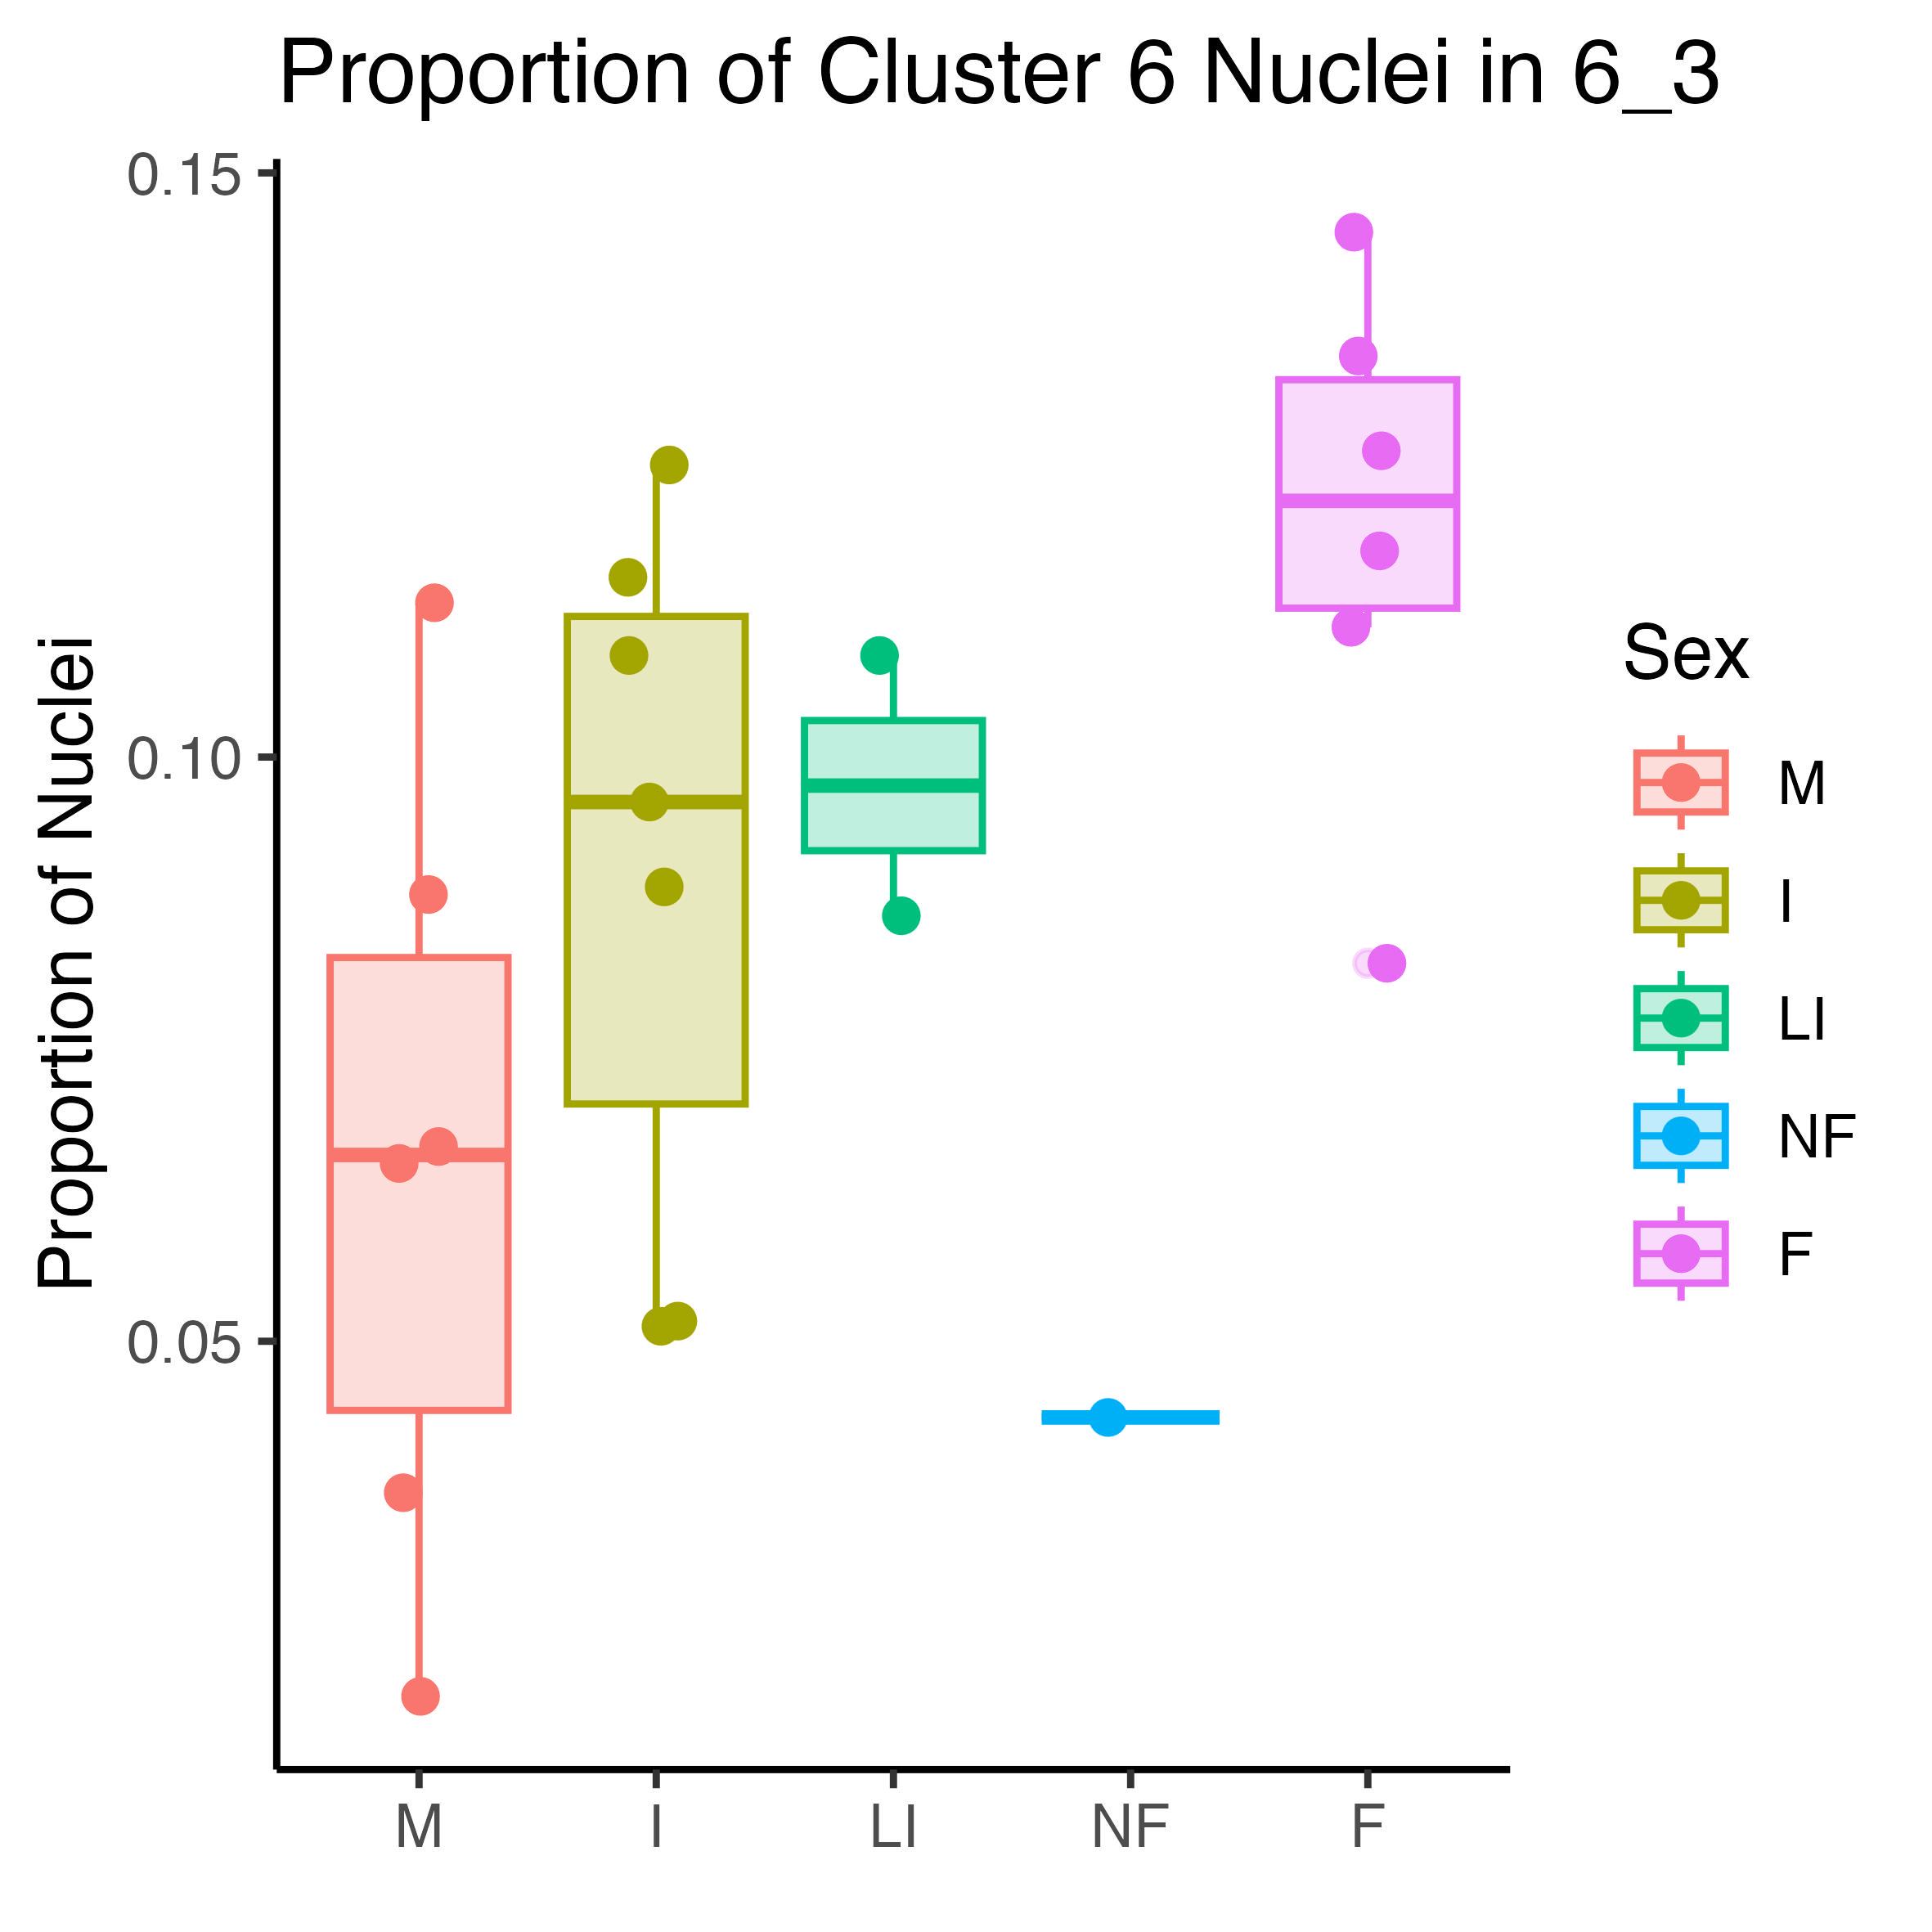 Proportion of Cluster 6 Nuclei in 6_3
Proportion of Nuclei
0.15
0.10
0.05
M I LI NF F
Sex
M
I
LI
NF
F